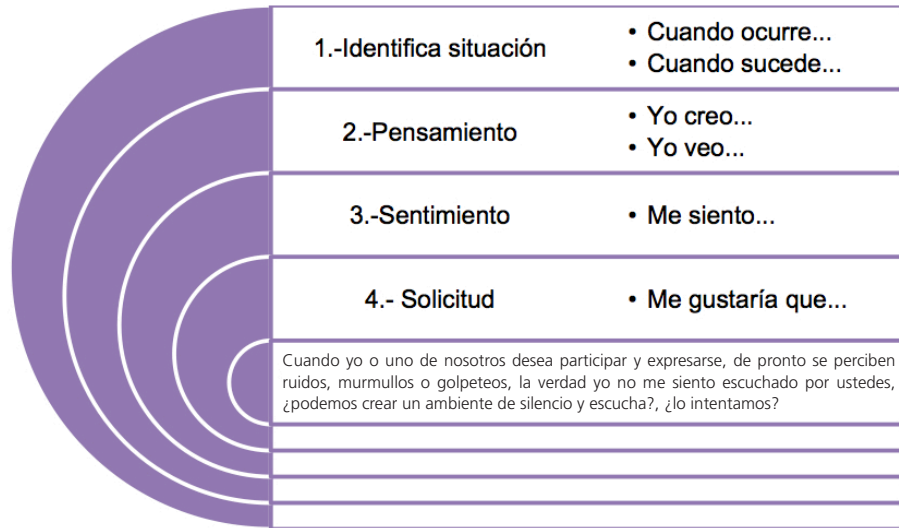 1.-Identifica situación
• Cuando ocurre...
• Cuando sucede...
2.-Pensamiento
• Yo creo...
• Yo veo...
3.-Sentimiento
• Me siento...
4.- Solicitud
• Me gustaría que...
Cuando yo o uno de nosotros desea participar y expresarse, de pronto se perciben
ruidos, murmullos o golpeteos, la verdad yo no me siento escuchado por ustedes,
¿podemos crear un ambiente de silencio y escucha?, ¿lo intentamos?